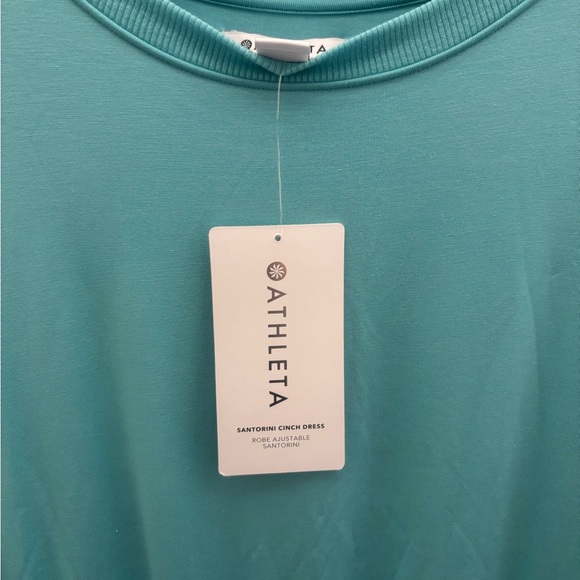 ATHLETA
SANTORINI CINCH DRESS
ROBE AJUSTABLE
SANTORINI